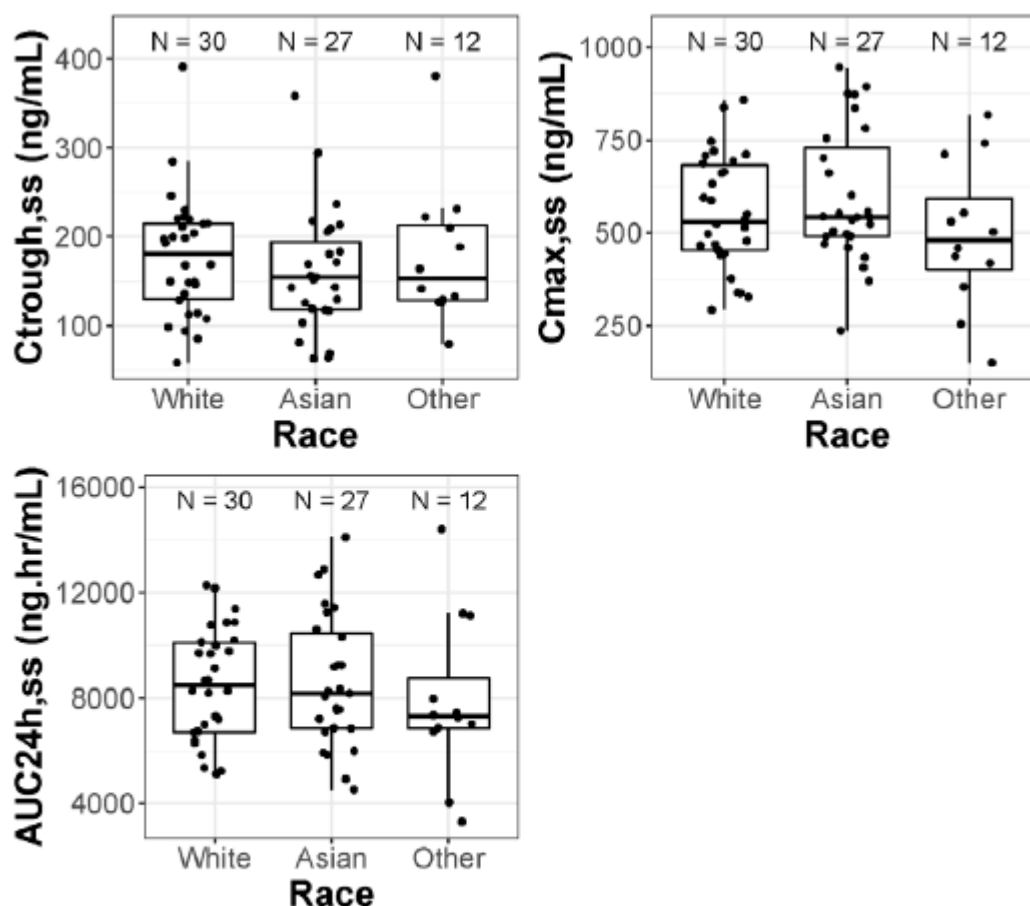 Ctrough,ss (ng/mL)
N = 30 N = 27 N = 12
400
300
200
100
White Asian Other
Race
Cmax,ss (ng/mL)
N = 30 N = 27 N = 12
1000
750
500
250
White Asian Other
Race
AUC24h,ss (ng.hr/mL)
N = 30 N = 27 N = 12
16000
12000
8000
4000
White Asian Other
Race